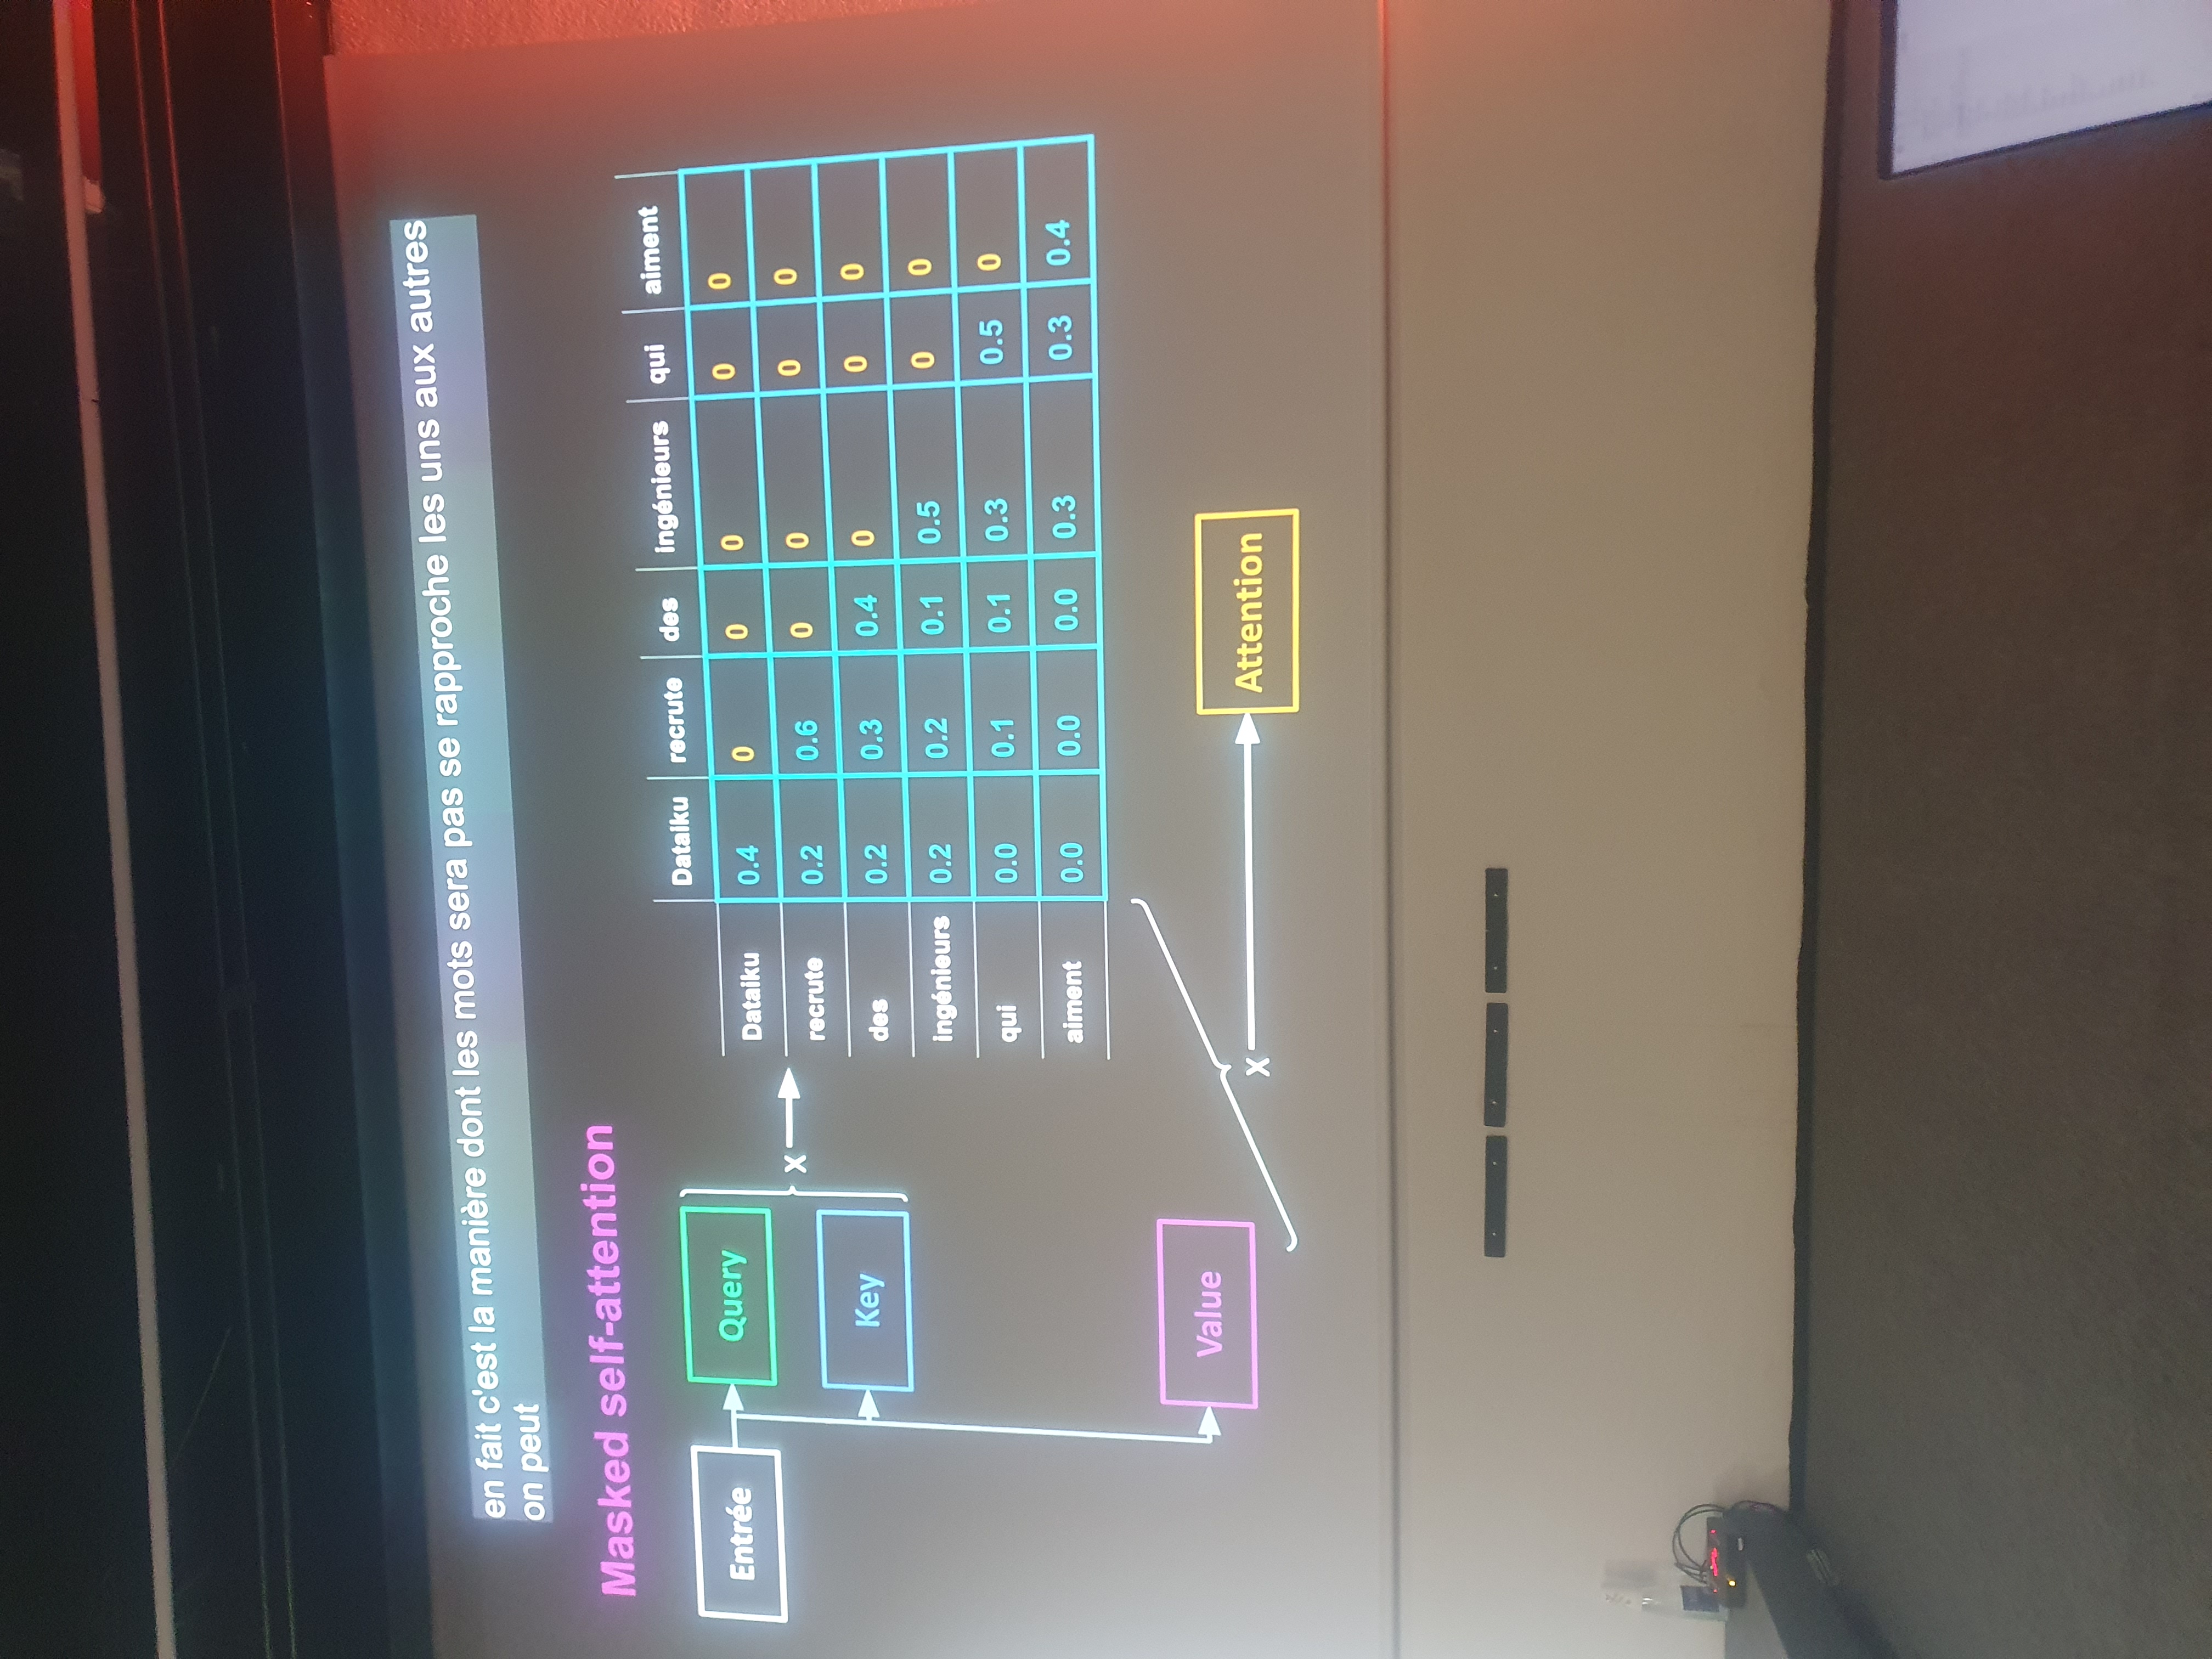 en fait c'est la manière dont les mots sera pas se rapproche les uns aux autres
on peut
Masked self-attention
Entrée
Query
Key
Value
x
Dataiku recrute des ingénieurs qui aiment
Dataiku 0.4 0 0 0 0 0
recrute 0.2 0.6 0 0 0 0
des 0.2 0.3 0.4 0 0 0
ingénieurs 0.2 0.2 0.1 0.5 0 0
qui 0.0 0.1 0.1 0.3 0.5 0
aiment 0.0 0.0 0.0 0.3 0.3 0.4
x
Attention